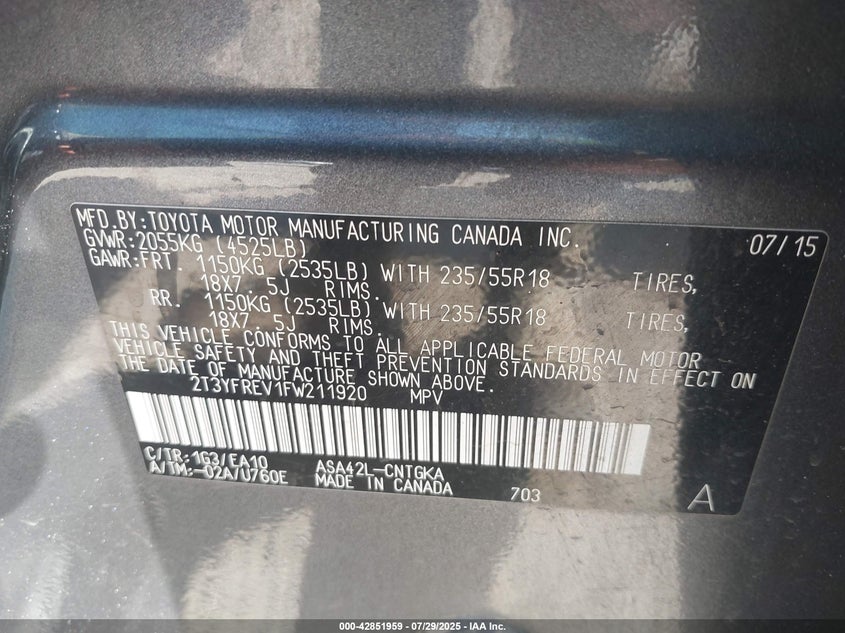 MFD.BY:TOYOTA MOTOR MANUFACTURING CANADA INC. 07/15
GVWR:2055KG (4525LB)
GAWR:FRT. 1150KG (2535LB) WITH 235/55R18 TIRES,
18X7.5J RIMS.
RR. 1150KG (2535LB) WITH 235/55R18 TIRES,
18X7.5J RIMS.
THIS VEHICLE CONFORMS TO ALL APPLICABLE FEDERAL MOTOR
VEHICLE SAFETY AND THEFT PREVENTION STANDARDS IN EFFECT ON
THE DATE OF MANUFACTURE SHOWN ABOVE.
2T3YFREV1FW211920 MPV
C/TR:1G3/EA10 ASA42L-CNTGKA
A/TM:-02A/U760E MADE IN CANADA 703 A
000-42851959 - 07/29/2025 - IAA Inc.